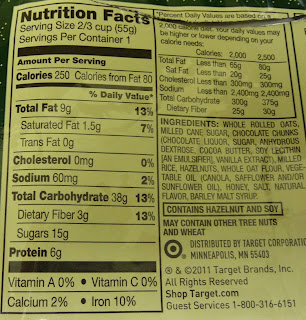 Nutrition Facts
Serving Size 2/3 cup (55g)
Servings Per Container 1
Amount Per Serving
Calories 250 Calories from Fat 80
% Daily Value*
Total Fat 9g 13%
Saturated Fat 1.5g 7%
Trans Fat 0g
Cholesterol 0mg 0%
Sodium 60mg 2%
Total Carbohydrate 38g 13%
Dietary Fiber 3g 13%
Sugars 15g
Protein 6g
Vitamin A 0% • Vitamin C 0%
Calcium 2% • Iron 10%
*Percent Daily Values are based on a
calorie diet. Your daily values may
be higher or lower depending on your
calorie needs:
Calories: 2,000 2,500
Total Fat Less than 65g 80g
Sat Fat Less than 20g 25g
Cholesterol Less than 300mg 300mg
Sodium Less than 2,400mg 2,400mg
Total Carbohydrate 300g 375g
Dietary Fiber 25g 30g
INGREDIENTS: WHOLE ROLLED OATS,
MILLED CANE SUGAR, CHOCOLATE CHUNKS
(CHOCOLATE LIQUOR, SUGAR, ANHYDROUS
DEXTROSE, COCOA BUTTER, SOY LECITHIN
[AN EMULSIFIER], VANILLA EXTRACT), MILLED
RICE, HAZELNUTS, WHOLE OAT FLOUR, VEGE-
TABLE OIL (CANOLA, SAFFLOWER AND/OR
SUNFLOWER OIL), HONEY, SALT, NATURAL
FLAVOR, BARLEY MALT SYRUP.
CONTAINS HAZELNUT AND SOY
MAY CONTAIN OTHER TREE NUTS
AND WHEAT
DISTRIBUTED BY TARGET CORPORATIO
MINNEAPOLIS, MN 55403
® & ©2011 Target Brands, Inc.
All Rights Reserved
Shop Target.com
Guest Services 1-800-316-6151